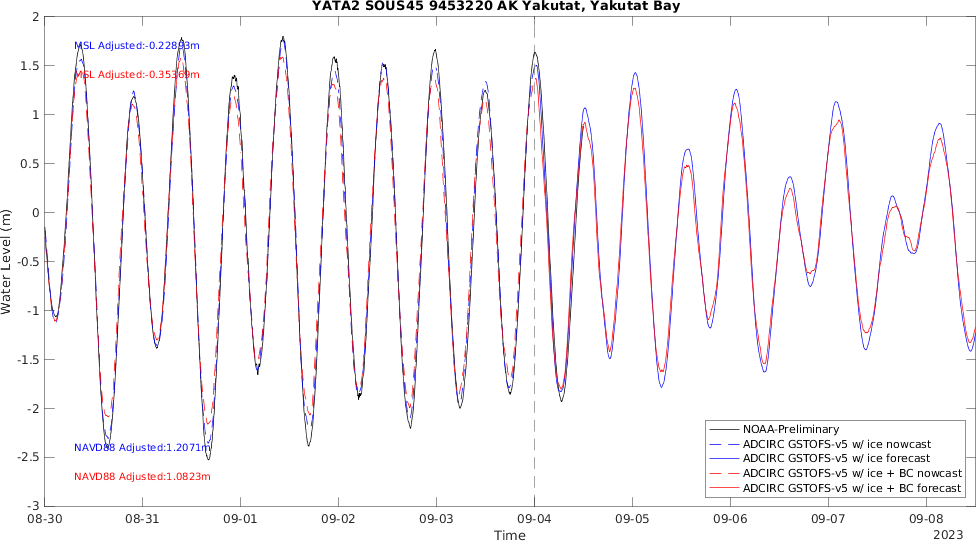 YATA2 SOUS45 9453220 AK Yakutat, Yakutat Bay
2
1.5
1
0.5
0
-0.5
-1
-1.5
-2
-2.5
-3
Water Level (m)
MSL Adjusted:-0.22893m
MSL Adjusted:-0.35369m
NAVD88 Adjusted:1.2071m
NAVD88 Adjusted:1.0823m
NOAA-Preliminary
ADCIRC GSTOFS-v5 w/ ice nowcast
ADCIRC GSTOFS-v5 w/ ice forecast
ADCIRC GSTOFS-v5 w/ ice + BC nowcast
ADCIRC GSTOFS-v5 w/ ice + BC forecast
08-30 08-31 09-01 09-02 09-03 09-04 09-05 09-06 09-07 09-08
Time
2023